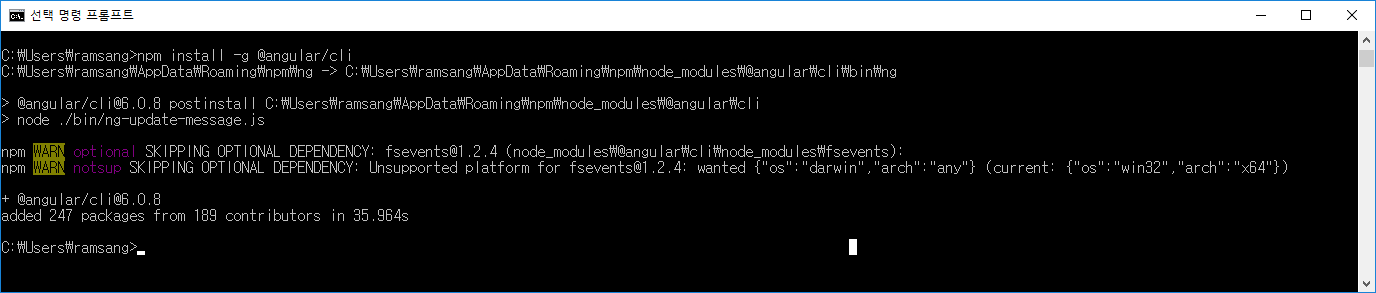 선택 명령 프롬프트
C:₩Users₩ramsang>npm install -g @angular/cli
C:₩Users₩ramsang₩AppData₩Roaming₩npm₩ng -> C:₩Users₩ramsang₩AppData₩Roaming₩npm₩node_modules₩@angular₩cli₩bin₩ng
> @angular/cli@6.0.8 postinstall C:₩Users₩ramsang₩AppData₩Roaming₩npm₩node_modules₩@angular₩cli
> node ./bin/ng-update-message.js
npm WARN optional SKIPPING OPTIONAL DEPENDENCY: fsevents@1.2.4 (node_modules₩@angular₩cli₩node_modules₩fsevents):
npm WARN notsup SKIPPING OPTIONAL DEPENDENCY: Unsupported platform for fsevents@1.2.4: wanted {"os":"darwin","arch":"any"} (current: {"os":"win32","arch":"x64"})
+ @angular/cli@6.0.8
added 247 packages from 189 contributors in 35.964s
C:₩Users₩ramsang>